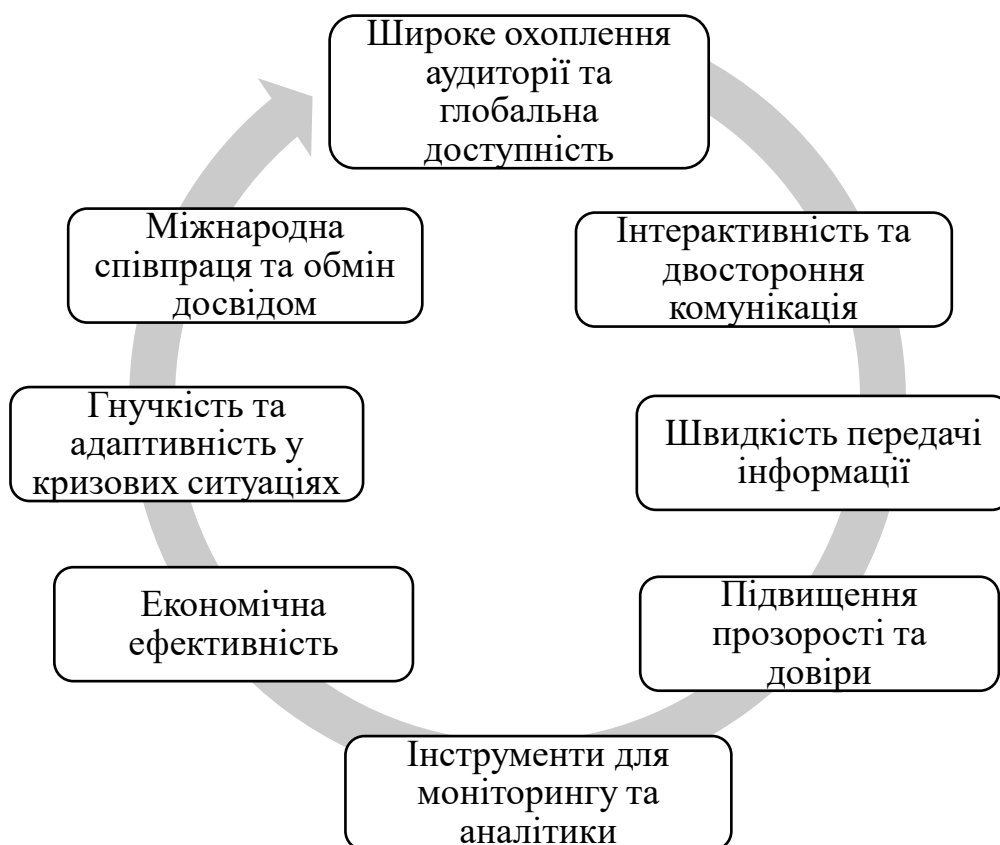 Широке охоплення
аудиторії та
глобальна
доступність
Інтерактивність та
двостороння
комунікація
Швидкість передачі
інформації
Підвищення
прозорості та
довіри
Інструменти для
моніторингу та
аналітики
Економічна
ефективність
Гнучкість та
адаптивність у
кризових ситуаціях
Міжнародна
співпраця та обмін
досвідом